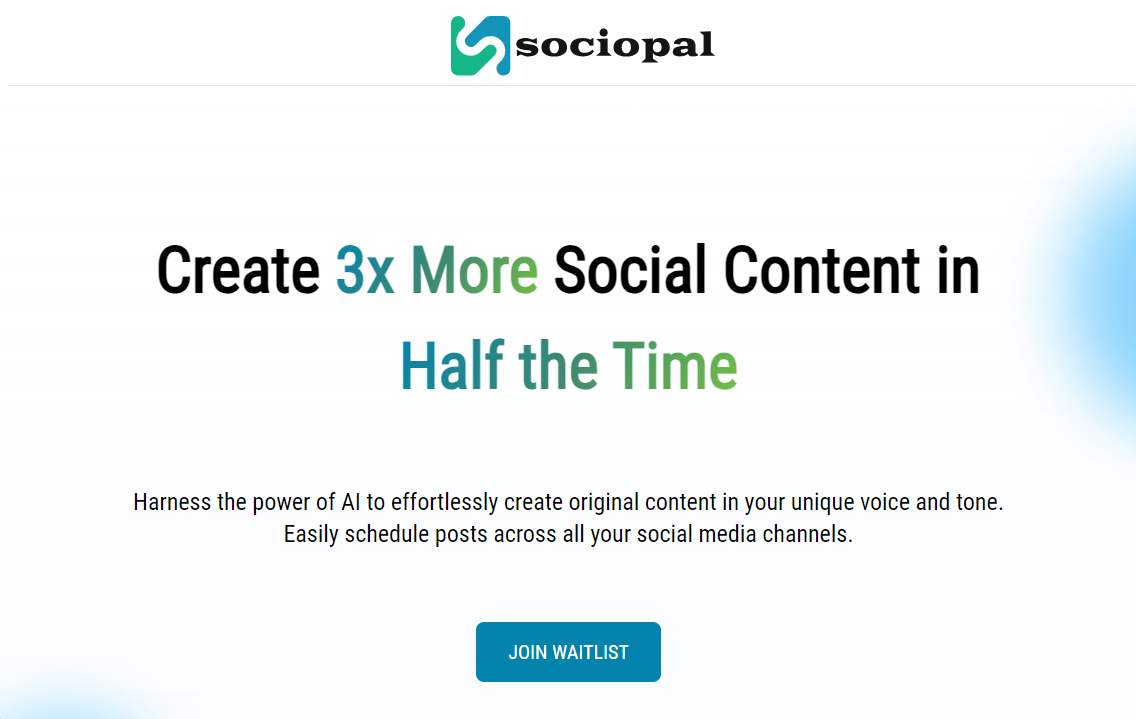 sociopal
Create 3x More Social Content in
Half the Time
Harness the power of AI to effortlessly create original content in your unique voice and tone.
Easily schedule posts across all your social media channels.
JOIN WAITLIST